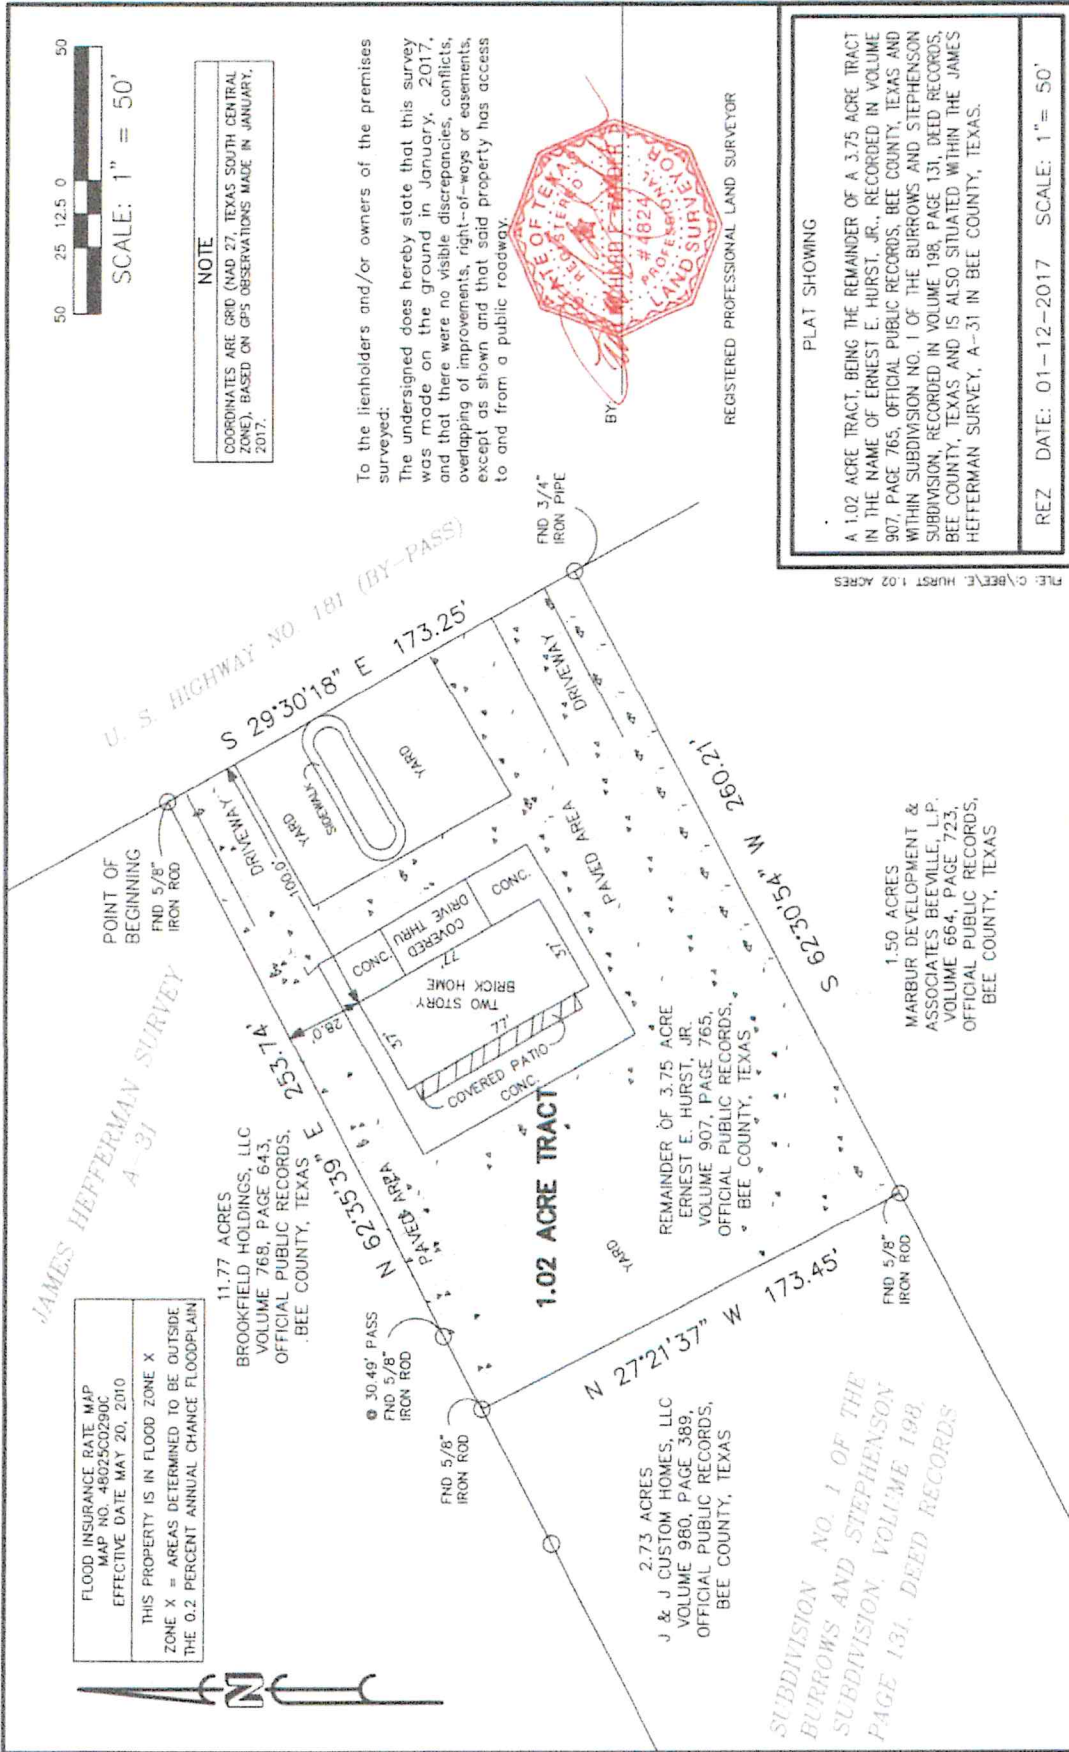 FLOOD INSURANCE RATE MAP
MAP NO. 48025C0290C
EFFECTIVE DATE MAY 20, 2010
THIS PROPERTY IS IN FLOOD ZONE X
ZONE X = AREAS DETERMINED TO BE OUTSIDE
THE 0.2 PERCENT ANNUAL CHANCE FLOODPLAIN
N
JAMES HEFFERMAN SURVEY
A-31
POINT OF
BEGINNING
FND 5/8"
IRON ROD
U. S. HIGHWAY NO. 181 (BY-PASS)
S 29°30'18" E 173.25'
50 25 12.5 0 50
SCALE: 1" = 50'
NOTE
COORDINATES ARE GRID (NAD 27, TEXAS SOUTH CENTRAL
ZONE), BASED ON GPS OBSERVATIONS MADE IN JANUARY,
2017.
To the lienholders and/or owners of the premises
surveyed:
The undersigned does hereby state that this survey
was made on the ground in January, 2017,
and that there were no visible discrepancies, conflicts,
overlapping of improvements, right-of-ways or easements,
except as shown and that said property has access
to and from a public roadway.
BY:
STATE OF TEXAS
REGISTERED
#4824
PROFESSIONAL
LAND SURVEYOR
REGISTERED PROFESSIONAL LAND SURVEYOR
11.77 ACRES
BROOKFIELD HOLDINGS, LLC
VOLUME 768, PAGE 643,
OFFICIAL PUBLIC RECORDS,
BEE COUNTY, TEXAS
N 62°35'39" E 253.74'
@ 30.49' PASS
FND 5/8"
IRON ROD
FND 5/8"
IRON ROD
PAVED AREA
28.0'
100.0'
DRIVEWAY
YARD
SIDEWALK
YARD
CONC.
COVERED
DRIVE THRU
CONC.
37'
77'
TWO STORY
BRICK HOME
77'
37'
COVERED PATIO
CONC.
DRIVEWAY
PAVED AREA
FND 3/4"
IRON PIPE
1.02 ACRE TRACT
YARD
REMAINDER OF 3.75 ACRE
ERNEST E. HURST, JR.
VOLUME 907, PAGE 765,
OFFICIAL PUBLIC RECORDS,
BEE COUNTY, TEXAS
S 62°30'54" W 260.21'
N 27°21'37" W 173.45'
FND 5/8"
IRON ROD
2.73 ACRES
J & J CUSTOM HOMES, LLC
VOLUME 980, PAGE 389,
OFFICIAL PUBLIC RECORDS,
BEE COUNTY, TEXAS
SUBDIVISION NO. 1 OF THE
BURROWS AND STEPHENSON
SUBDIVISION, VOLUME 198,
PAGE 131, DEED RECORDS
1.50 ACRES
MARBUR DEVELOPMENT &
ASSOCIATES BEEVILLE, L.P.
VOLUME 664, PAGE 723,
OFFICIAL PUBLIC RECORDS,
BEE COUNTY, TEXAS
FILE: C:\BEE\E. HURST 1.02 ACRES
PLAT SHOWING
A 1.02 ACRE TRACT, BEING THE REMAINDER OF A 3.75 ACRE TRACT
IN THE NAME OF ERNEST E. HURST, JR., RECORDED IN VOLUME
907, PAGE 765, OFFICIAL PUBLIC RECORDS, BEE COUNTY, TEXAS AND
WITHIN SUBDIVISION NO. 1 OF THE BURROWS AND STEPHENSON
SUBDIVISION, RECORDED IN VOLUME 198, PAGE 131, DEED RECORDS,
BEE COUNTY, TEXAS AND IS ALSO SITUATED WITHIN THE JAMES
HEFFERMAN SURVEY, A-31 IN BEE COUNTY, TEXAS.
REZ DATE: 01-12-2017 SCALE: 1"= 50'